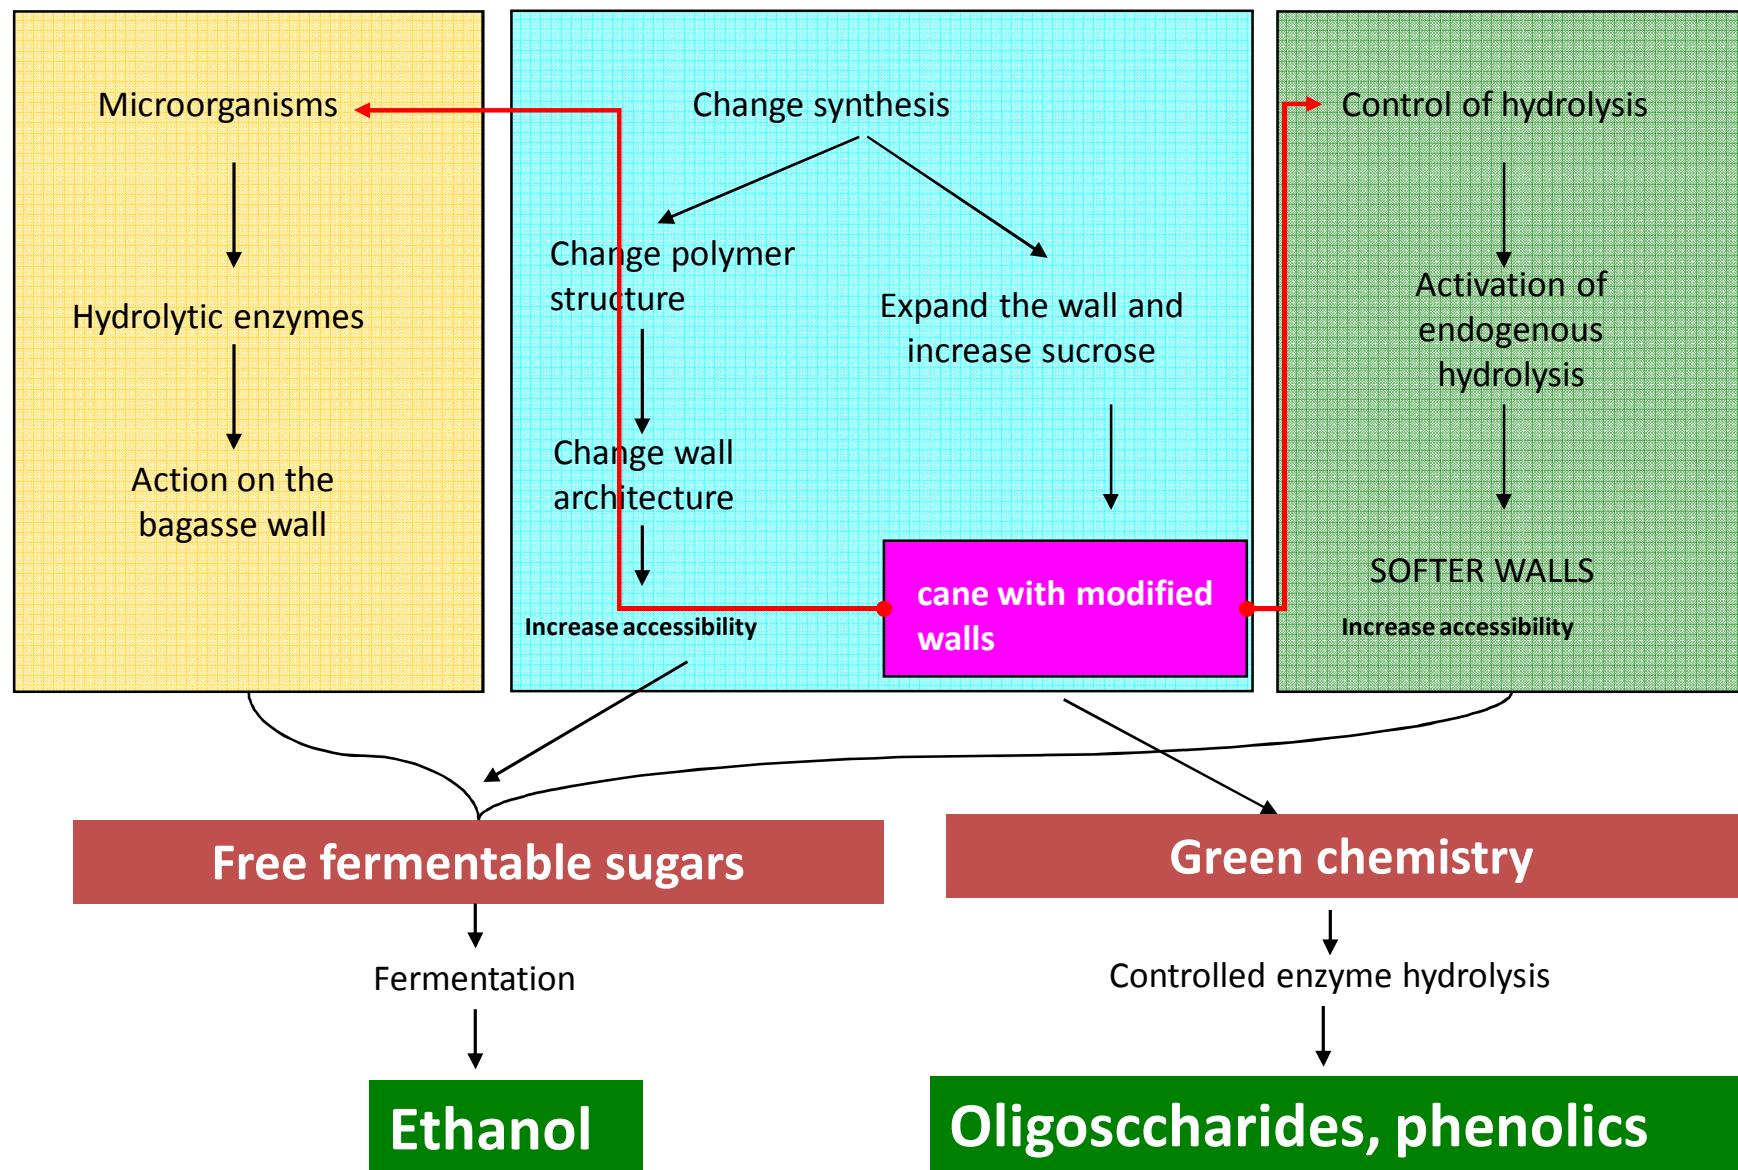 Microorganisms
Hydrolytic enzymes
Action on the
bagasse wall
Change synthesis
Change polymer
structure
Change wall
architecture
Increase accessibility
Expand the wall and
increase sucrose
cane with modified
walls
Control of hydrolysis
Activation of
endogenous
hydrolysis
SOFTER WALLS
Increase accessibility
Free fermentable sugars
Fermentation
Ethanol
Green chemistry
Controlled enzyme hydrolysis
Oligosccharides, phenolics